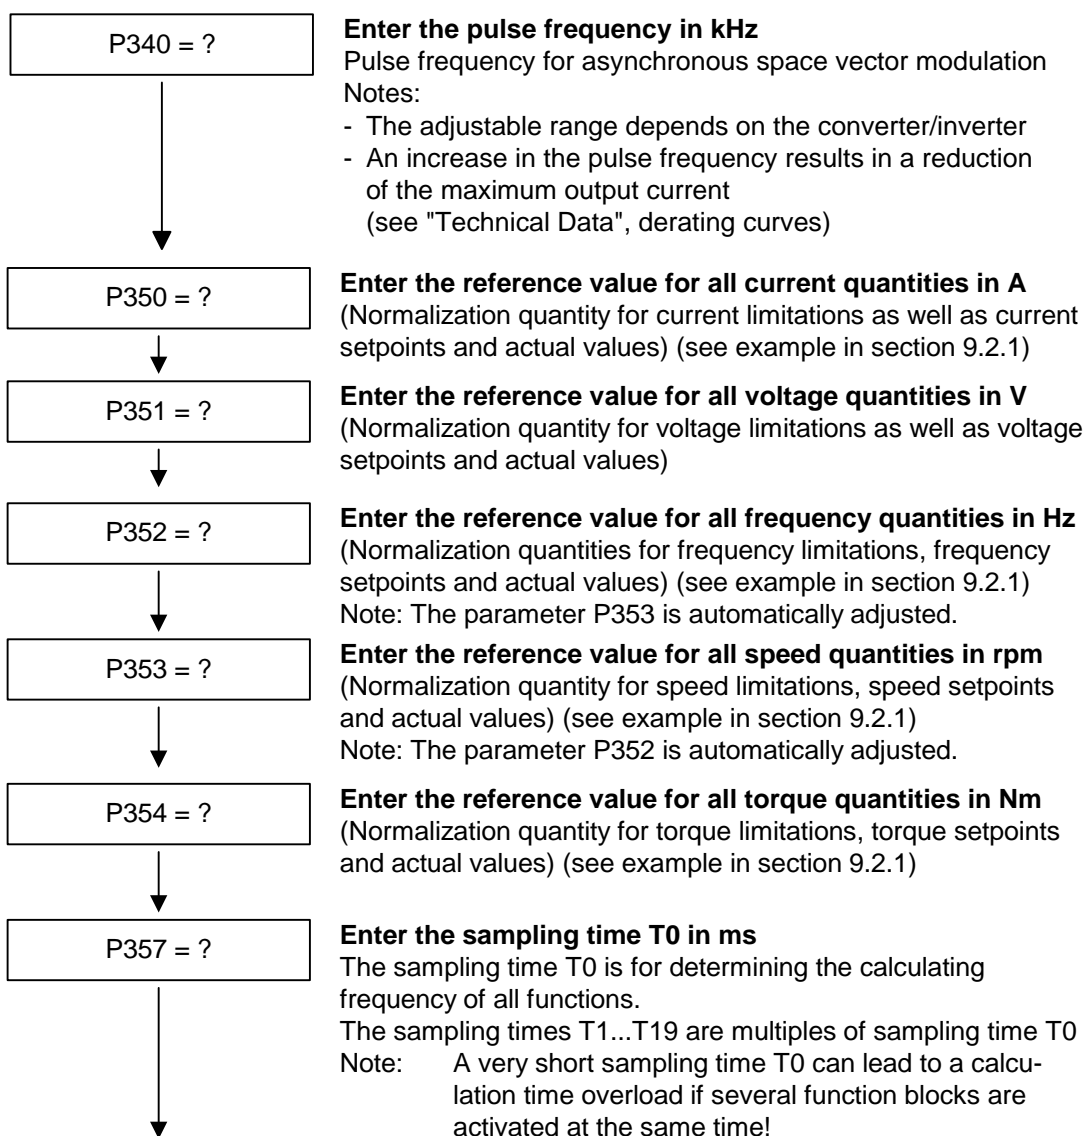 P340 = ?
Enter the pulse frequency in kHz
Pulse frequency for asynchronous space vector modulation
Notes:
- The adjustable range depends on the converter/inverter
- An increase in the pulse frequency results in a reduction
of the maximum output current
(see "Technical Data", derating curves)
P350 = ?
Enter the reference value for all current quantities in A
(Normalization quantity for current limitations as well as current
setpoints and actual values) (see example in section 9.2.1)
P351 = ?
Enter the reference value for all voltage quantities in V
(Normalization quantity for voltage limitations as well as voltage
setpoints and actual values)
P352 = ?
Enter the reference value for all frequency quantities in Hz
(Normalization quantities for frequency limitations, frequency
setpoints and actual values) (see example in section 9.2.1)
Note: The parameter P353 is automatically adjusted.
P353 = ?
Enter the reference value for all speed quantities in rpm
(Normalization quantity for speed limitations, speed setpoints
and actual values) (see example in section 9.2.1)
Note: The parameter P352 is automatically adjusted.
P354 = ?
Enter the reference value for all torque quantities in Nm
(Normalization quantity for torque limitations, torque setpoints
and actual values) (see example in section 9.2.1)
P357 = ?
Enter the sampling time T0 in ms
The sampling time T0 is for determining the calculating
frequency of all functions.
The sampling times T1...T19 are multiples of sampling time T0
Note: A very short sampling time T0 can lead to a calcu-
lation time overload if several function blocks are
activated at the same time!